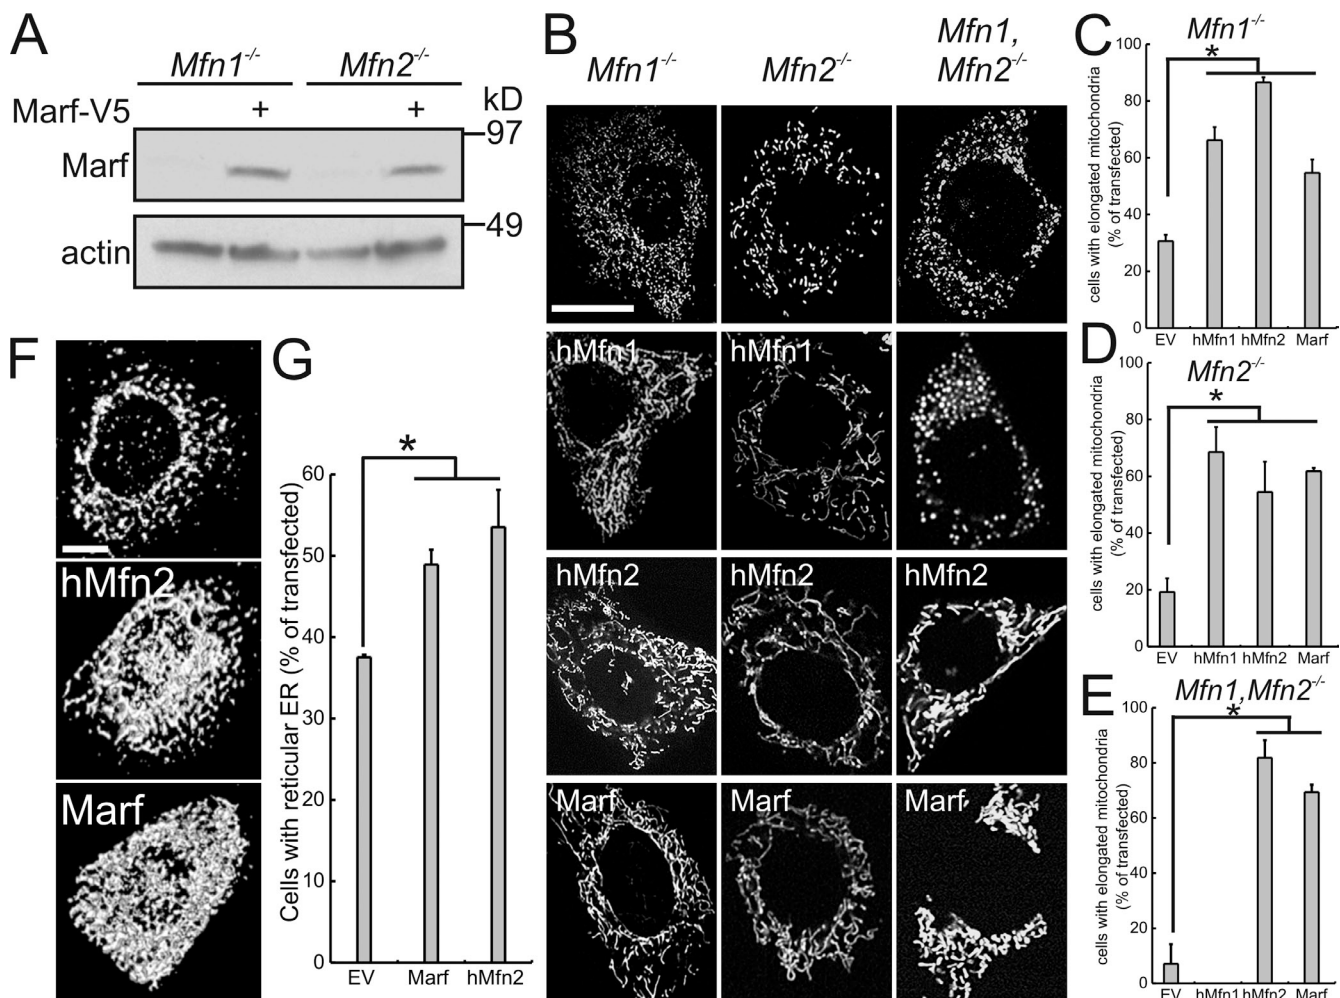 A
Mfn1-/-
Mfn2-/-
Marf-V5
+
+
kD
Marf
97
actin
49
B
Mfn1-/-
Mfn2-/-
Mfn1,
Mfn2-/-
hMfn1
hMfn1
hMfn2
hMfn2
hMfn2
Marf
Marf
Marf
C
Mfn1-/-
*
cells with elongated mitochondria
(% of transfected)
100
80
60
40
20
0
EV
hMfn1
hMfn2
Marf
D
Mfn2-/-
*
cells with elongated mitochondria
(% of transfected)
100
80
60
40
20
0
EV
hMfn1
hMfn2
Marf
E
Mfn1,Mfn2-/-
*
cells with elongated mitochondria
(% of transfected)
100
80
60
40
20
0
EV
hMfn1
hMfn2
Marf
F
hMfn2
Marf
G
*
Cells with reticular ER (% of transfected)
60
50
40
30
20
10
0
EV
Marf
hMfn2